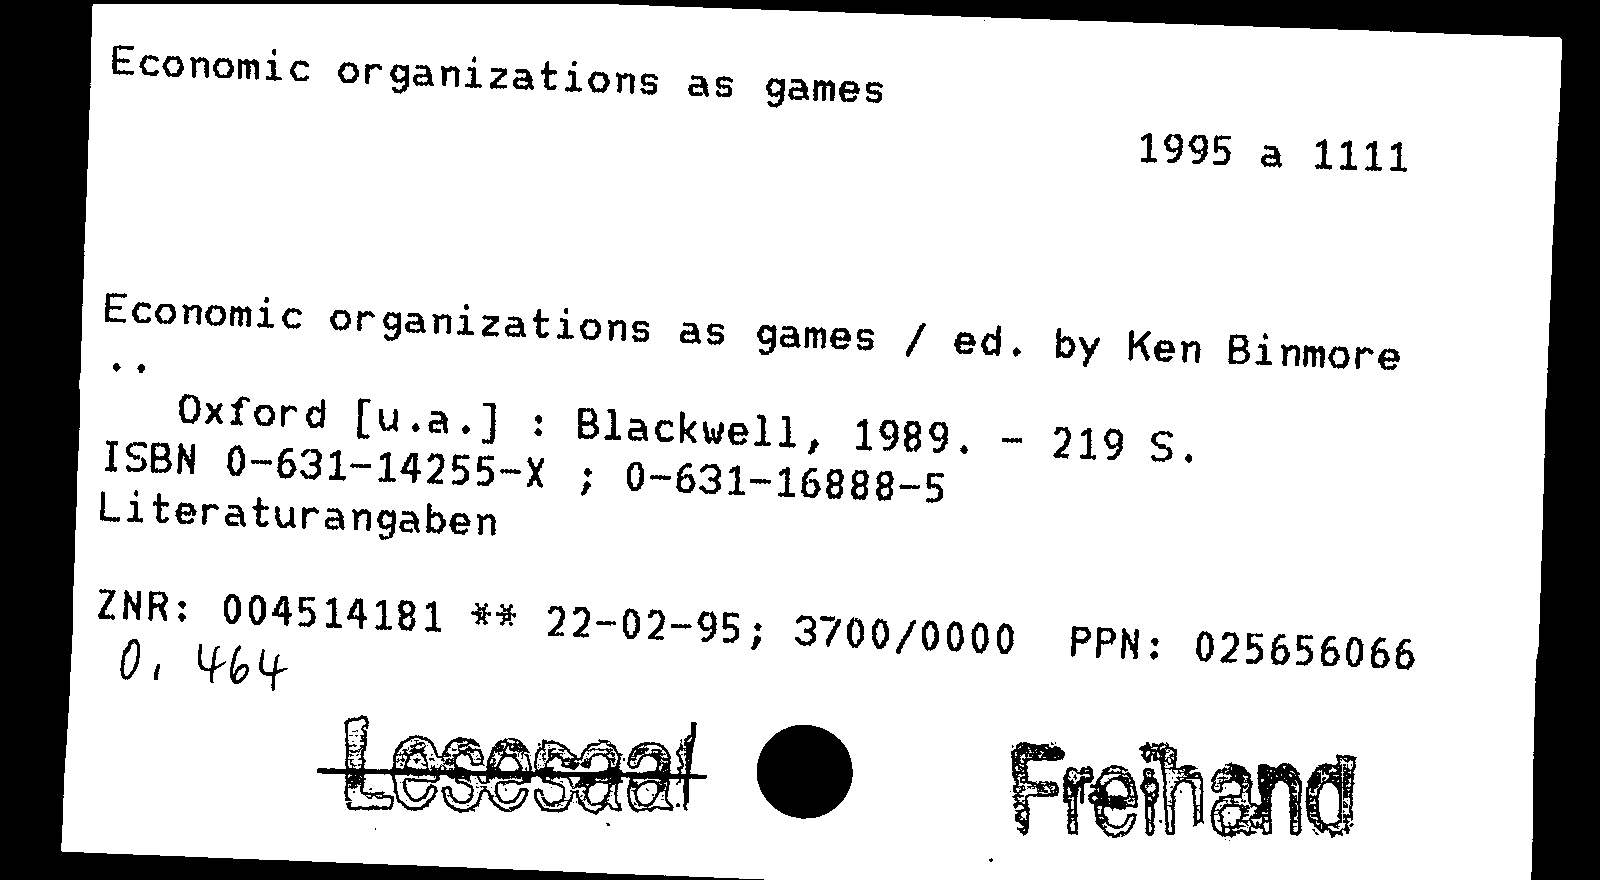 Economic organizations as games
1995 a 1111
Economic organizations as games / ed. by Ken Binmore
..
Oxford [u.a.] : Blackwell, 1989. - 219 S.
ISBN 0-631-14255-X ; 0-631-16888-5
Literaturangaben
ZNR: 004514181 ** 22-02-95; 3700/0000 PPN: 025656066
0, 464
Lesesaal
Freihand